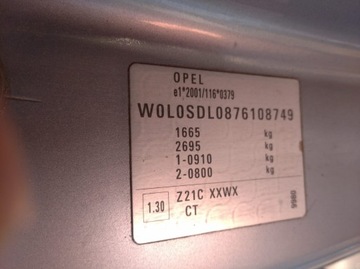 OPEL
e1*2001/116*0379
W0L0SDL0876108749
1665 kg
2695 kg
1-0910 kg
2-0800 kg
1.30 Z21C XXWX
CT